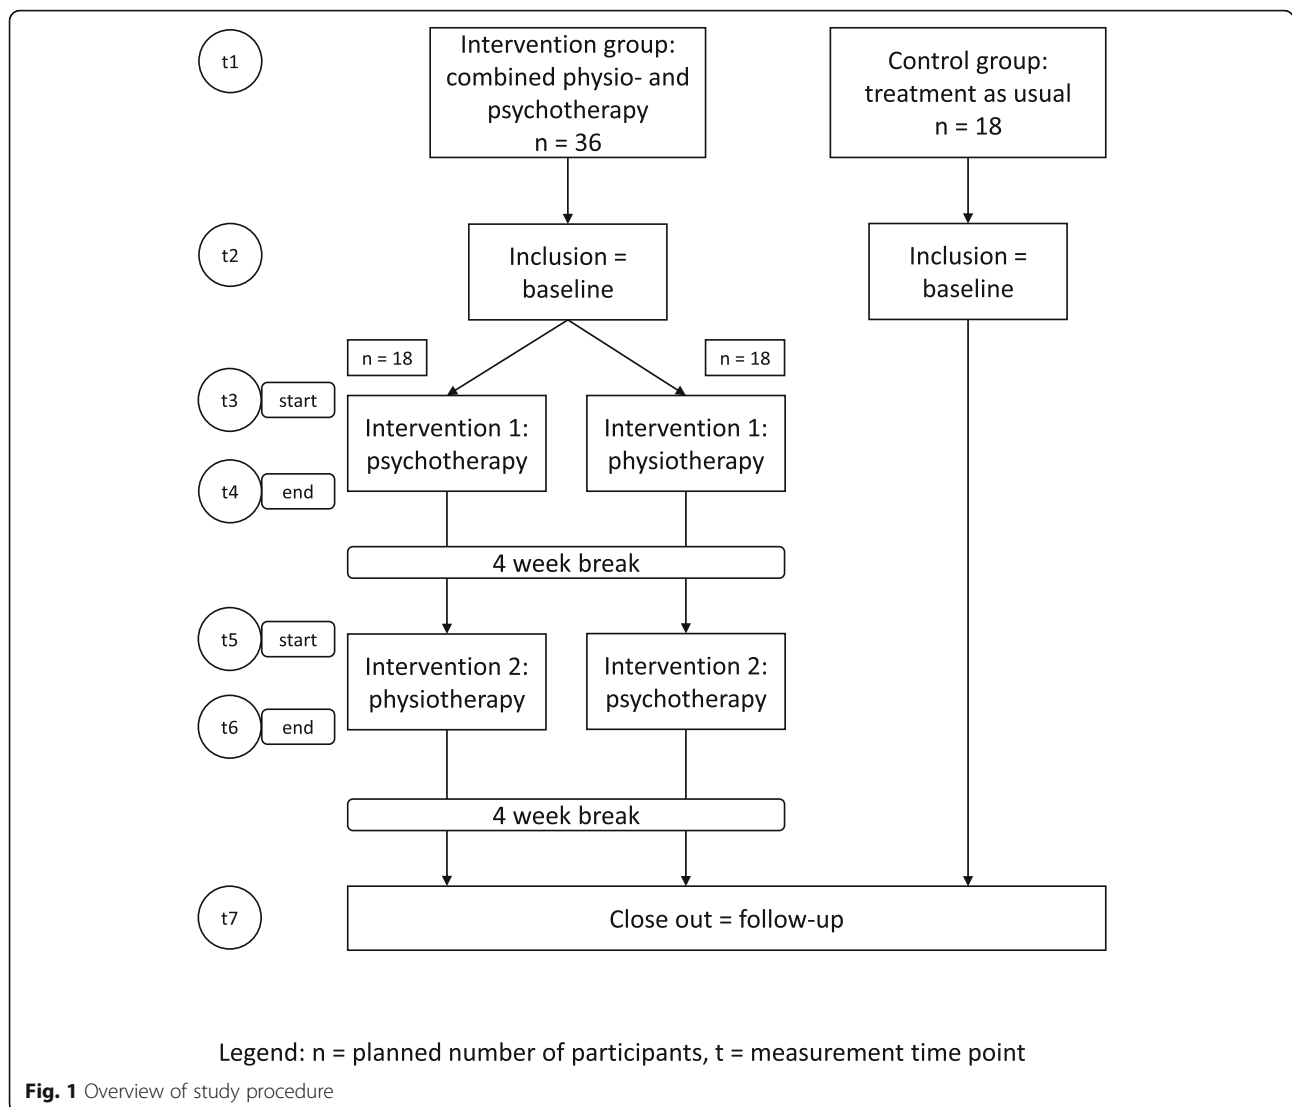 t1
Intervention group:
combined physio- and
psychotherapy
n = 36
Control group:
treatment as usual
n = 18
t2
Inclusion =
baseline
Inclusion =
baseline
n = 18
n = 18
t3
start
Intervention 1:
psychotherapy
Intervention 1:
physiotherapy
t4
end
4 week break
t5
start
Intervention 2:
physiotherapy
Intervention 2:
psychotherapy
t6
end
4 week break
t7
Close out = follow-up
Legend: n = planned number of participants, t = measurement time point
Fig. 1 Overview of study procedure